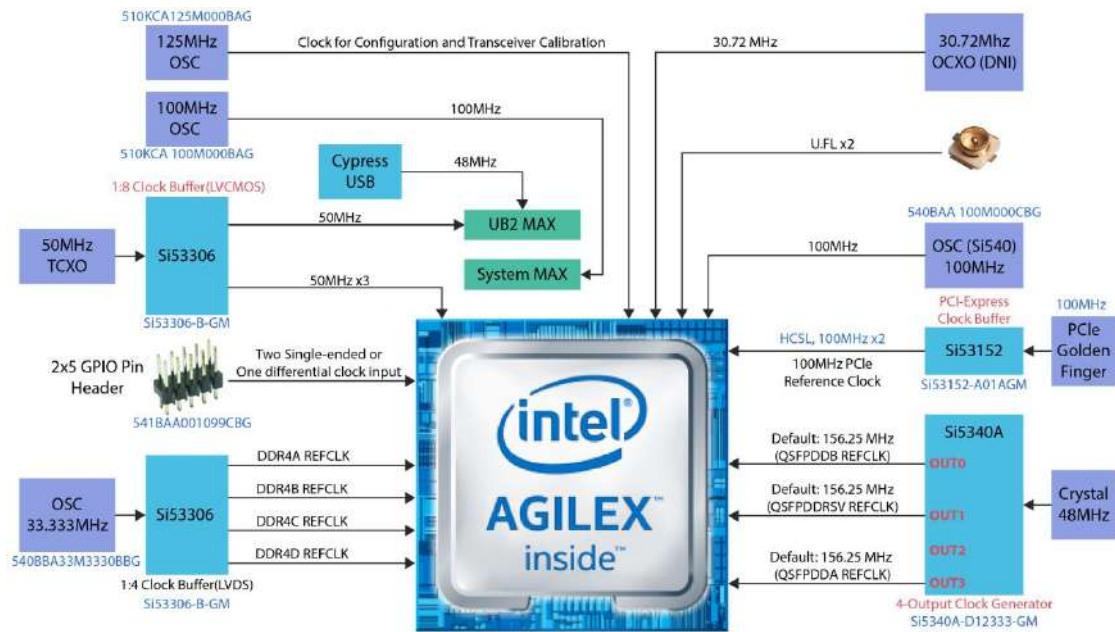 510KCA125M000BAG
125MHz
OSC
Clock for Configuration and Transceiver Calibration
30.72 MHz
30.72Mhz
OCXO (DNI)
100MHz
OSC
100MHz
510KCA 100M000BAG
Cypress
USB
48MHz
U.FL x2
1:8 Clock Buffer(LVCMOS)
50MHz
TCXO
Si53306
50MHz
UB2 MAX
System MAX
50MHz x3
Si53306-B-GM
540BAA 100M000CBG
100MHz
OSC (Si540)
100MHz
PCI-Express
Clock Buffer
100MHz
HCSL, 100MHz x2
100MHz PCIe
Reference Clock
Si53152
PCIe
Golden
Finger
Si53152-A01AGM
2x5 GPIO Pin
Header
Two Single-ended or
One differential clock input
541BAA001099CBG
intel
AGILEX™
inside™
OSC
33.333MHz
540BBA33M3330BBG
Si53306
DDR4A REFCLK
DDR4B REFCLK
DDR4C REFCLK
DDR4D REFCLK
1:4 Clock Buffer(LVDS)
Si53306-B-GM
Default: 156.25 MHz
(QSFPDDB REFCLK)
Default: 156.25 MHz
(QSFPDDRSV REFCLK)
Default: 156.25 MHz
(QSFPDDA REFCLK)
Si5340A
OUT0
OUT1
OUT2
OUT3
Crystal
48MHz
4-Output Clock Generator
Si5340A-D12333-GM